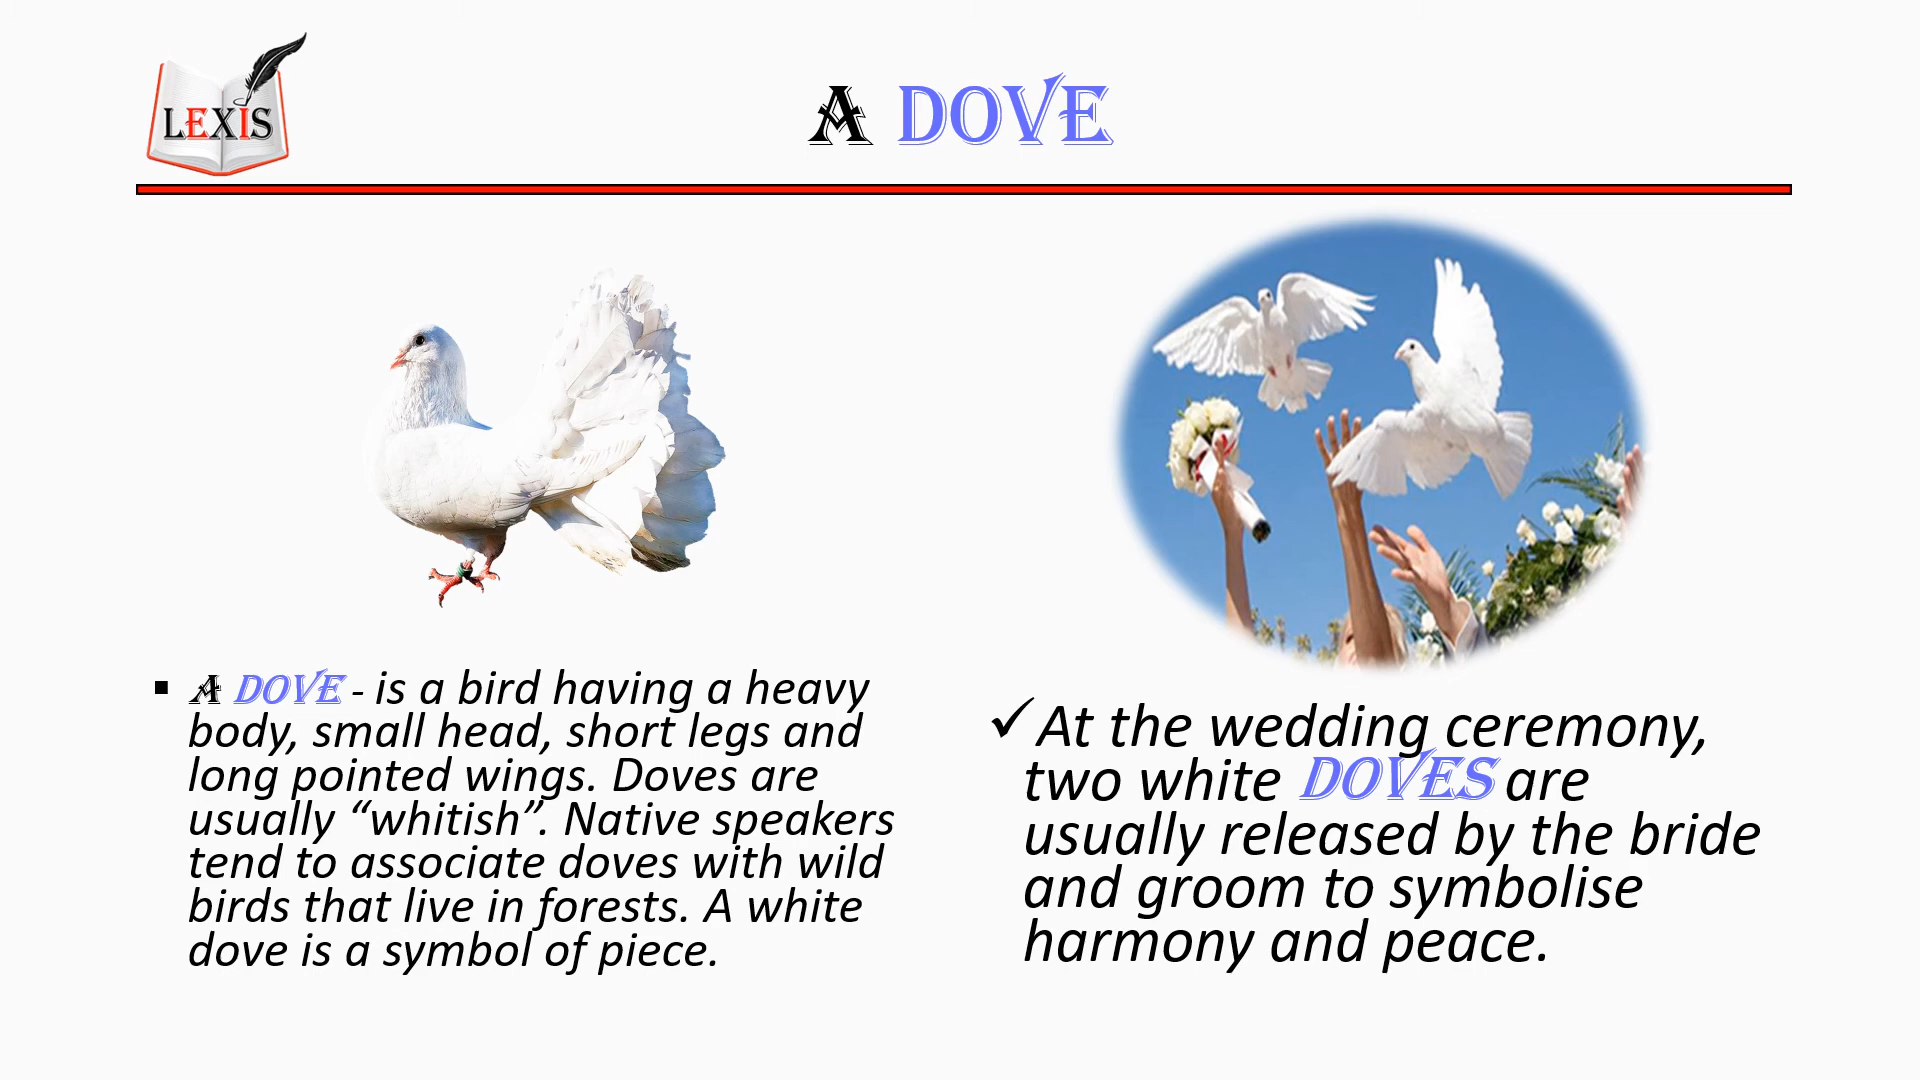 LEXIS
A DOVE
A DOVE - is a bird having a heavy
body, small head, short legs and
long pointed wings. Doves are
usually “whitish”. Native speakers
tend to associate doves with wild
birds that live in forests. A white
dove is a symbol of piece.
At the wedding ceremony,
two white DOVES are
usually released by the bride
and groom to symbolise
harmony and peace.